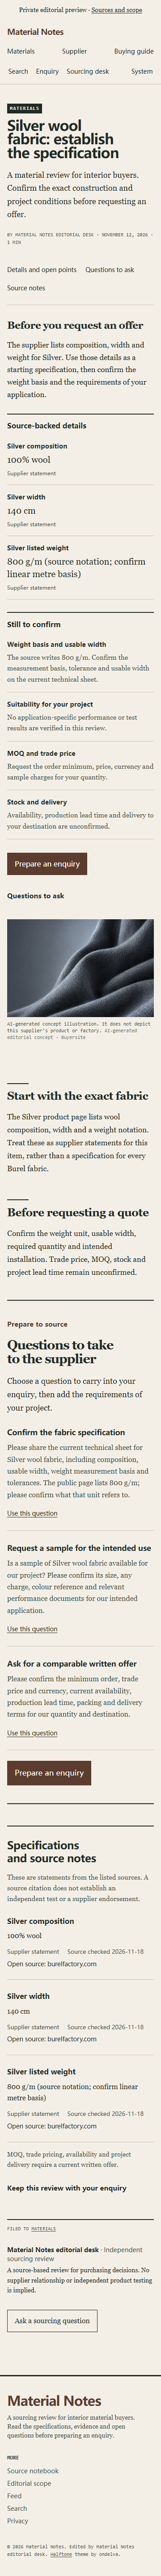 Private editorial preview · Sources and scope
Material Notes
Materials Supplier Buying guide
Search Enquiry Sourcing desk System
MATERIALS
Silver wool
fabric: establish
the specification
A material review for interior buyers.
Confirm the exact construction and
project conditions before requesting an
offer.
BY MATERIAL NOTES EDITORIAL DESK · NOVEMBER 12, 2026 ·
1 MIN
Details and open points Questions to ask
Source notes
Before you request an offer
The supplier lists composition, width and
weight for Silver. Use those details as a
starting specification, then confirm the
weight basis and the requirements of your
application.
Source-backed details
Silver composition
100% wool
Supplier statement
Silver width
140 cm
Supplier statement
Silver listed weight
800 g/m (source notation; confirm
linear metre basis)
Supplier statement
Still to confirm
Weight basis and usable width
The source writes 800 g/m. Confirm the
measurement basis, tolerance and usable width
on the current technical sheet.
Suitability for your project
No application-specific performance or test
results are verified in this review.
MOQ and trade price
Request the order minimum, price, currency and
sample charges for your quantity.
Stock and delivery
Availability, production lead time and delivery to
your destination are unconfirmed.
Prepare an enquiry
Questions to ask
AI-generated concept illustration. It does not depict
this supplier's product or factory. AI-generated
editorial concept · Buyersite
Start with the exact fabric
The Silver product page lists wool
composition, width and a weight notation.
Treat these as supplier statements for this
item, rather than a specification for every
Burel fabric.
Before requesting a quote
Confirm the weight unit, usable width,
required quantity and intended
installation. Trade price, MOQ, stock and
project lead time remain unconfirmed.
Prepare to source
Questions to take
to the supplier
Choose a question to carry into your
enquiry, then add the requirements of
your project.
Confirm the fabric specification
Please share the current technical sheet for
Silver wool fabric, including composition,
usable width, weight measurement basis and
tolerances. The public page lists 800 g/m;
please confirm what that unit refers to.
Use this question
Request a sample for the intended use
Is a sample of Silver wool fabric available for
our project? Please confirm its size, any
charge, colour reference and relevant
performance documents for our intended
application.
Use this question
Ask for a comparable written offer
Please confirm the minimum order, trade
price and currency, current availability,
production lead time, packing and delivery
terms for our quantity and destination.
Use this question
Prepare an enquiry
Specifications
and source notes
These are statements from the listed sources. A
source citation does not establish an
independent test or a supplier endorsement.
Silver composition
100% wool
Supplier statement Source checked 2026-11-18
Open source: burelfactory.com
Silver width
140 cm
Supplier statement Source checked 2026-11-18
Open source: burelfactory.com
Silver listed weight
800 g/m (source notation; confirm linear
metre basis)
Supplier statement Source checked 2026-11-18
Open source: burelfactory.com
MOQ, trade pricing, availability and project
delivery require a current written offer.
Keep this review with your enquiry
FILED TO MATERIALS
Material Notes editorial desk · Independent
sourcing review
A source-based review for purchasing decisions. No
supplier relationship or independent product testing
is implied.
Ask a sourcing question
Material Notes
A sourcing review for interior material buyers.
Read the specifications, evidence and open
questions before preparing an enquiry.
MORE
Source notebook
Editorial scope
Feed
Search
Privacy
© 2026 Material Notes. Edited by Material Notes
editorial desk. Halftone theme by ondelva.